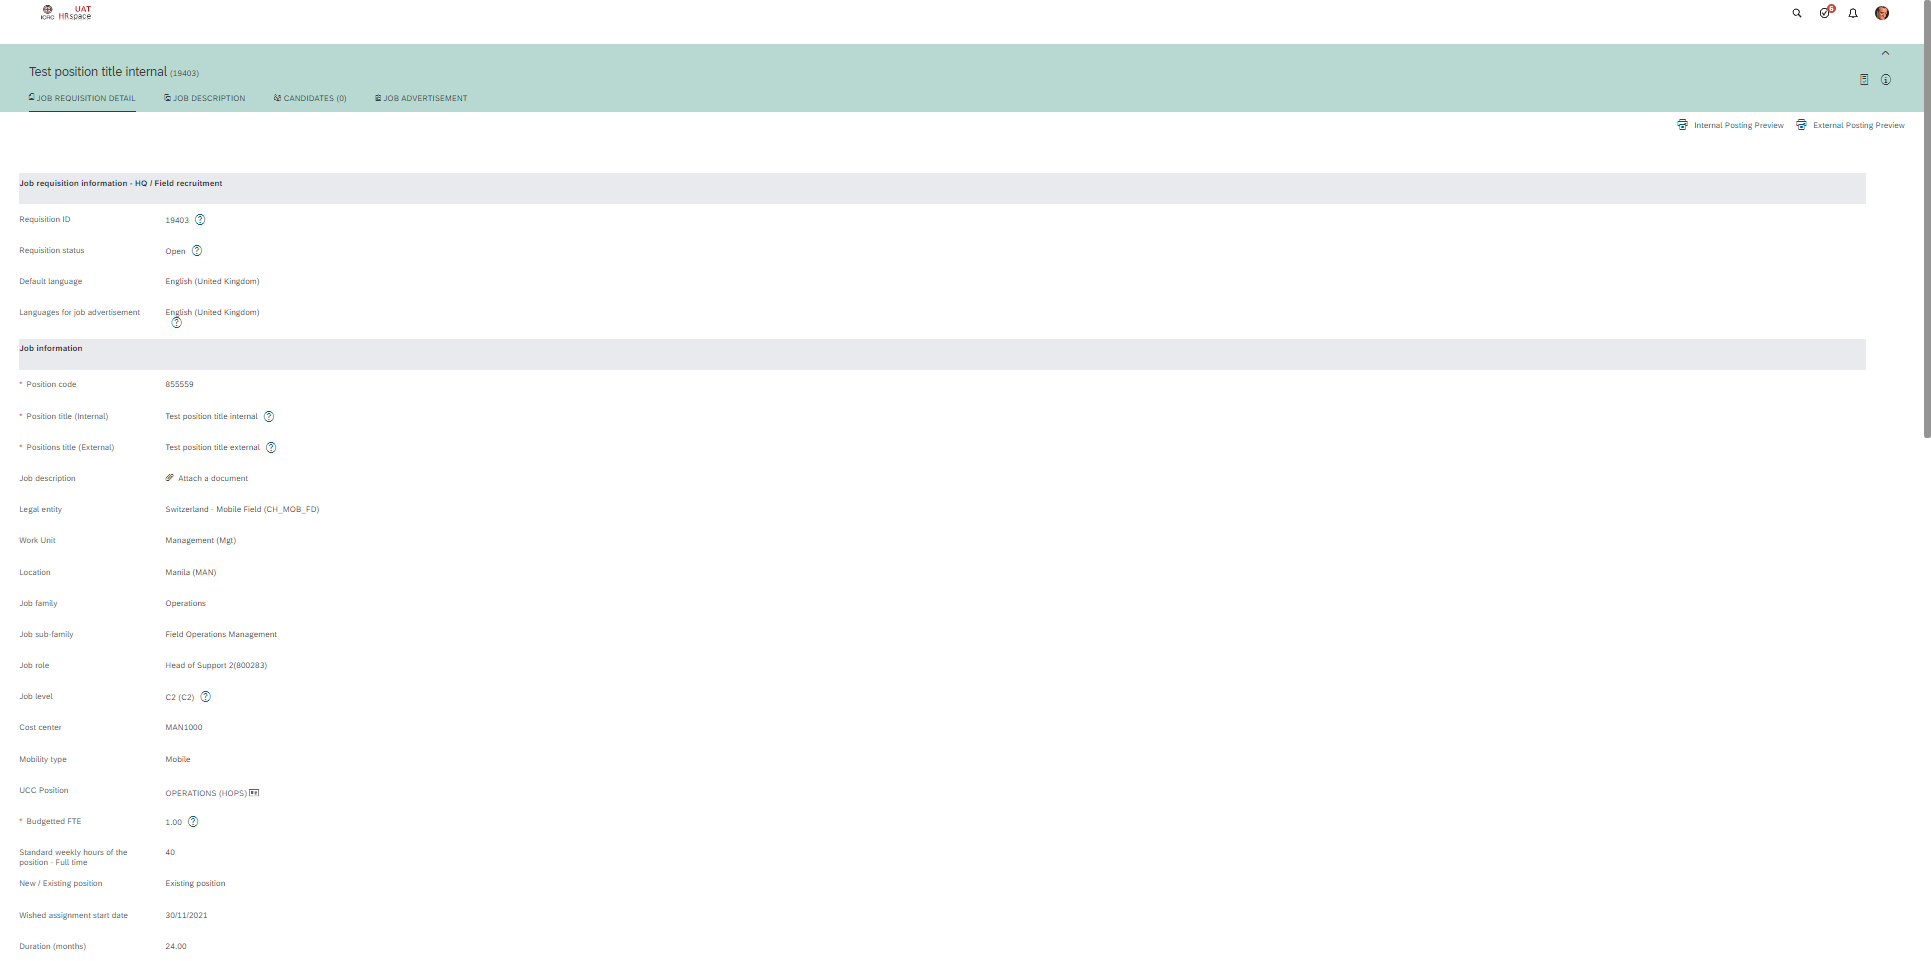 ICRC UAT
HRspace
6
Test position title internal (19403)
JOB REQUISITION DETAIL JOB DESCRIPTION CANDIDATES (0) JOB ADVERTISEMENT
Internal Posting Preview External Posting Preview
Job requisition information - HQ / Field recruitment
Requisition ID 19403 ?
Requisition status Open ?
Default language English (United Kingdom)
Languages for job advertisement English (United Kingdom)
?
Job information
* Position code 855559
* Position title (Internal) Test position title internal ?
* Positions title (External) Test position title external ?
Job description Attach a document
Legal entity Switzerland - Mobile Field (CH_MOB_FD)
Work Unit Management (Mgt)
Location Manila (MAN)
Job family Operations
Job sub-family Field Operations Management
Job role Head of Support 2(800283)
Job level C2 (C2) ?
Cost center MAN1000
Mobility type Mobile
UCC Position OPERATIONS (HOPS)
* Budgetted FTE 1.00 ?
Standard weekly hours of the 40
position - Full time
New / Existing position Existing position
Wished assignment start date 30/11/2021
Duration (months) 24.00